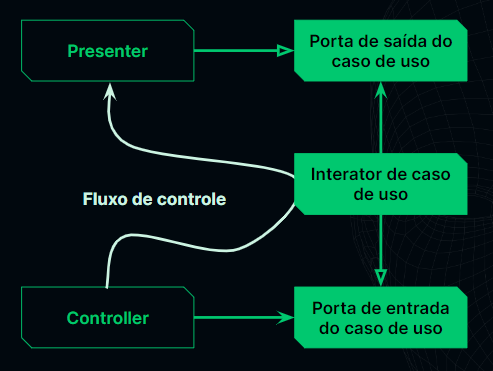 Presenter
Porta de saída do
caso de uso
Interator de caso
de uso
Fluxo de controle
Controller
Porta de entrada
do caso de uso